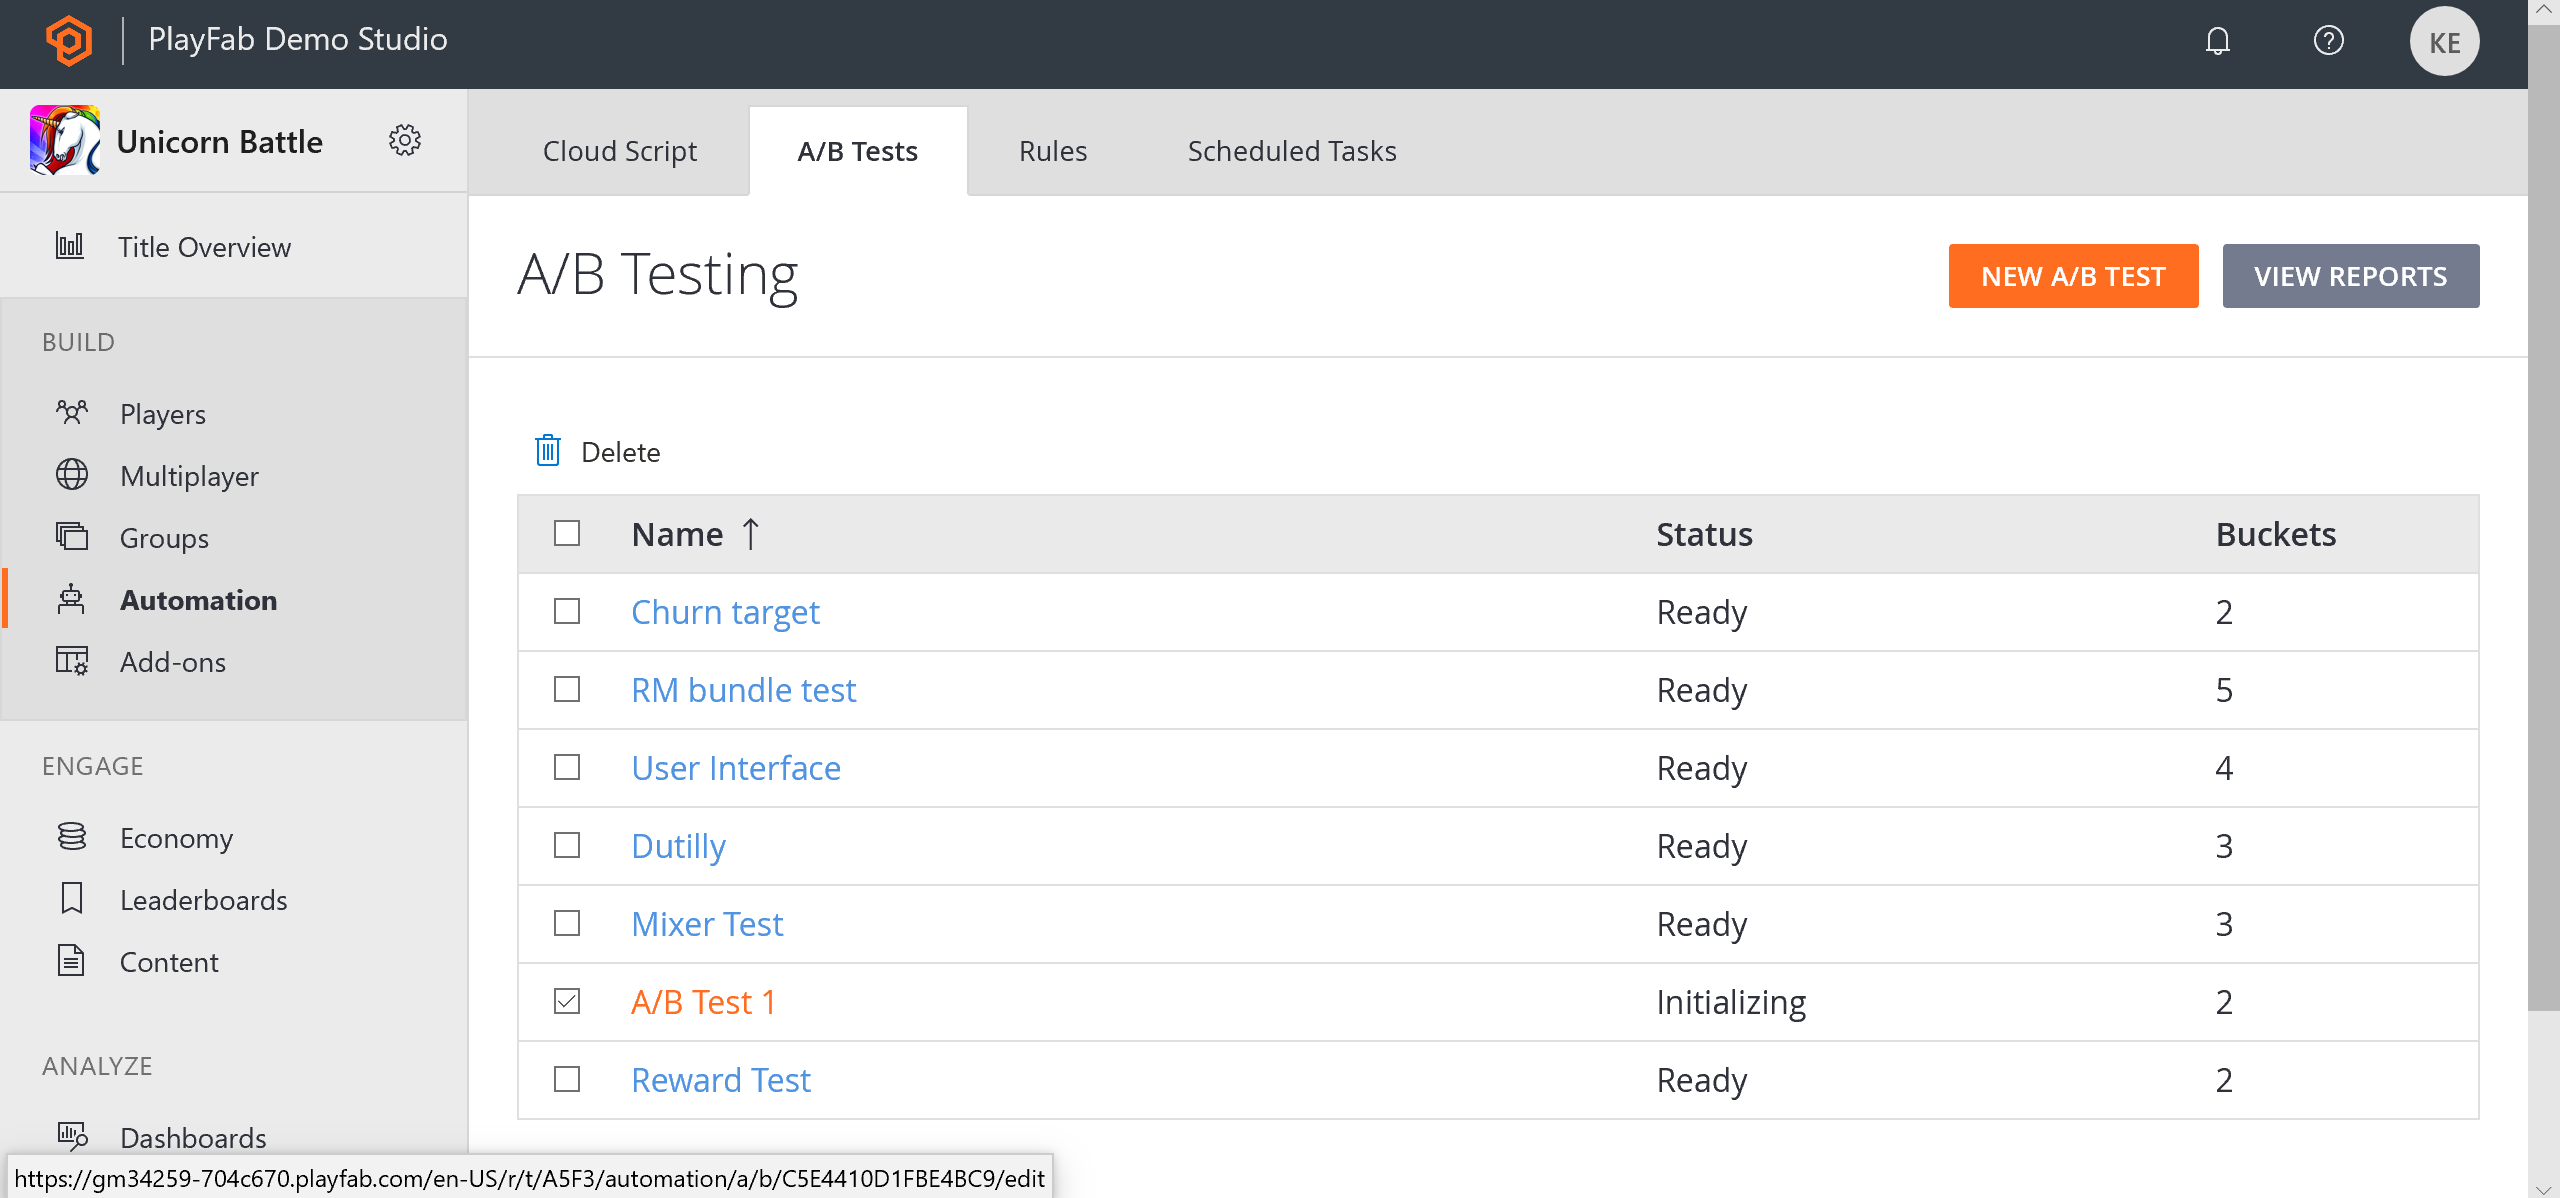 PlayFab Demo Studio
KE
Unicorn Battle
Cloud Script
A/B Tests
Rules
Scheduled Tasks
Title Overview
A/B Testing
NEW A/B TEST
VIEW REPORTS
BUILD
Players
Multiplayer
Groups
Automation
Add-ons
ENGAGE
Economy
Leaderboards
Content
ANALYZE
Dashboards
Delete
Name ↑ Status Buckets
Churn target Ready 2
RM bundle test Ready 5
User Interface Ready 4
Dutilly Ready 3
Mixer Test Ready 3
A/B Test 1 Initializing 2
Reward Test Ready 2
https://gm34259-704c670.playfab.com/en-US/r/t/A5F3/automation/a/b/C5E4410D1FBE4BC9/edit